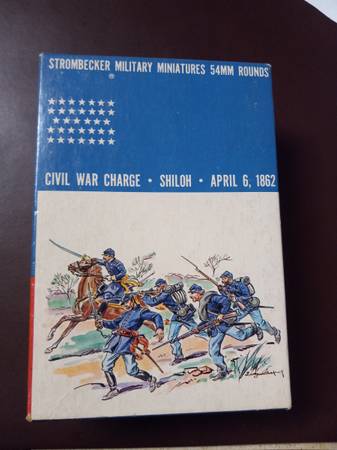 STROMBECKER MILITARY MINIATURES 54MM ROUNDS
®
CIVIL WAR CHARGE • SHILOH • APRIL 6, 1862